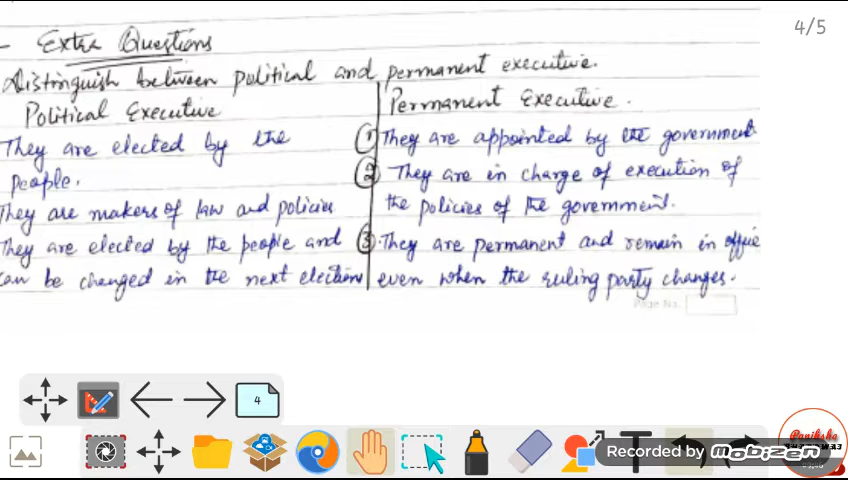 4/5
- Extra Questions
Distinguish between political and permanent executive.
Political Executive
Permanent Executive.
They are elected by the
people.
They are makers of law and policies
They are elected by the people and
can be changed in the next election
① They are appointed by the government
② They are in charge of execution of
the policies of the government.
③. They are permanent and remain in office
even when the ruling party changes.
Page No.
4
T
Recorded by Mobizen
Paniksha